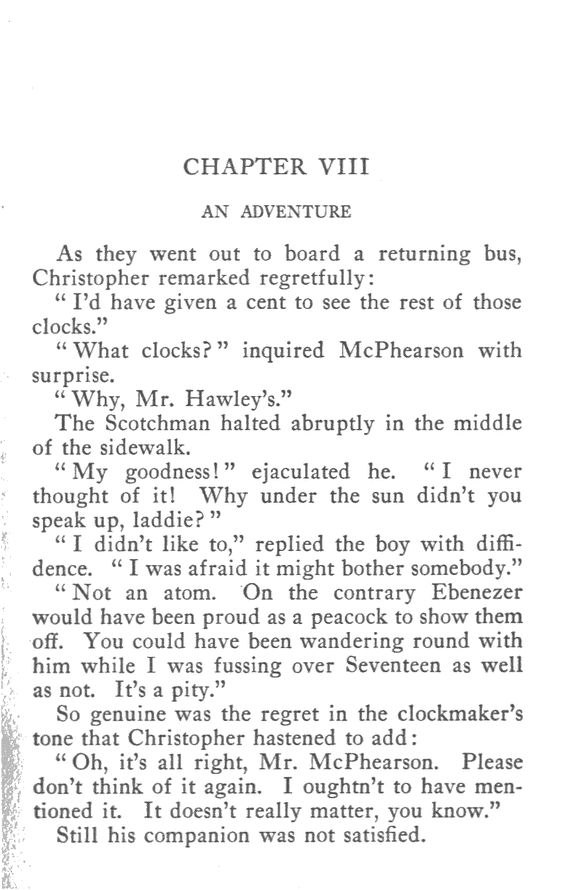 CHAPTER VIII
AN ADVENTURE
As they went out to board a returning bus,
Christopher remarked regretfully:
“ I’d have given a cent to see the rest of those
clocks.”
“ What clocks? ” inquired McPhearson with
surprise.
“ Why, Mr. Hawley’s.”
The Scotchman halted abruptly in the middle
of the sidewalk.
“ My goodness! ” ejaculated he. “ I never
thought of it! Why under the sun didn’t you
speak up, laddie? ”
“ I didn’t like to,” replied the boy with diffi-
dence. “ I was afraid it might bother somebody.”
“ Not an atom. On the contrary Ebenezer
would have been proud as a peacock to show them
off. You could have been wandering round with
him while I was fussing over Seventeen as well
as not. It’s a pity.”
So genuine was the regret in the clockmaker’s
tone that Christopher hastened to add:
“ Oh, it’s all right, Mr. McPhearson. Please
don’t think of it again. I oughtn’t to have men-
tioned it. It doesn’t really matter, you know.”
Still his companion was not satisfied.